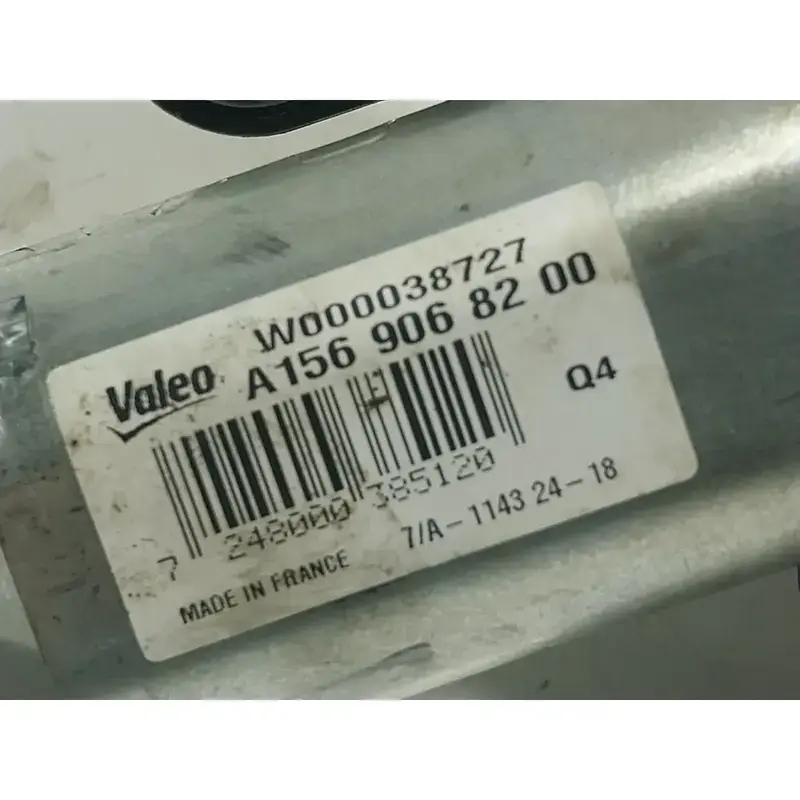 W000038727
Valeo A156 906 82 00
Q4
7 248000 385120
7/A-1143 24-18
MADE IN FRANCE